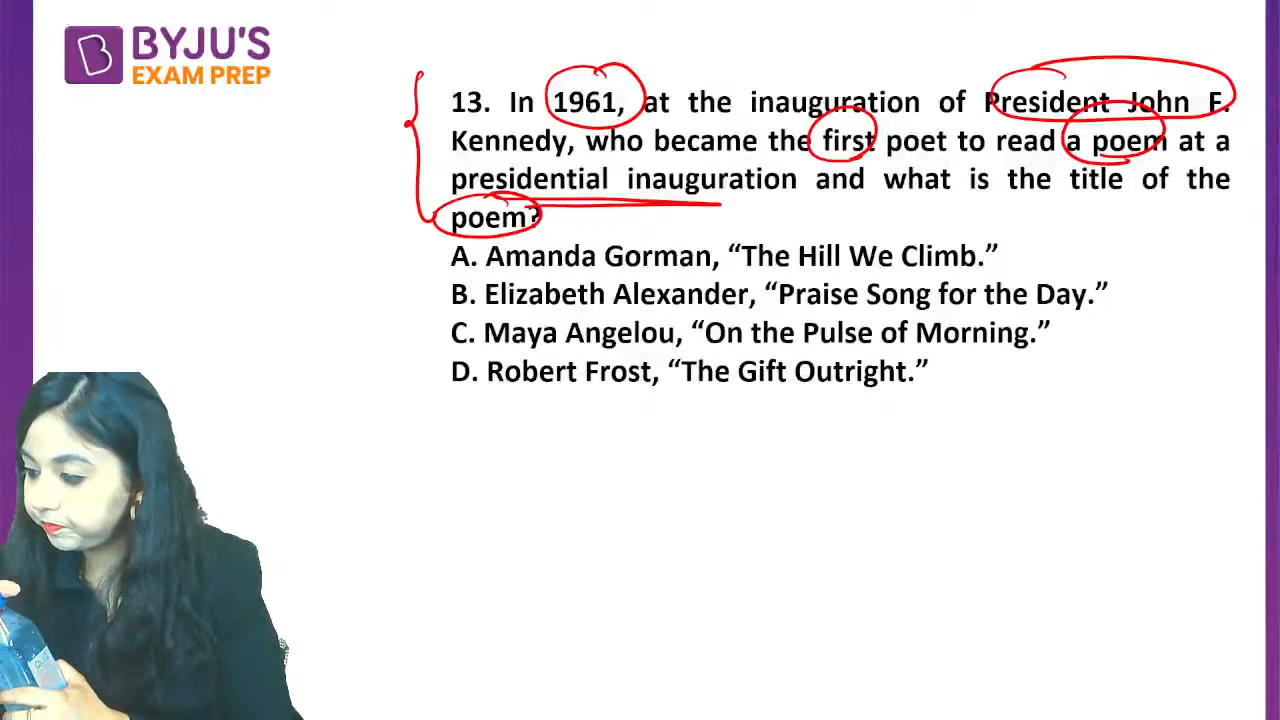 BYJU'S
EXAM PREP
13. In 1961, at the inauguration of President John F.
Kennedy, who became the first poet to read a poem at a
presidential inauguration and what is the title of the
poem?
A. Amanda Gorman, “The Hill We Climb.”
B. Elizabeth Alexander, “Praise Song for the Day.”
C. Maya Angelou, “On the Pulse of Morning.”
D. Robert Frost, “The Gift Outright.”